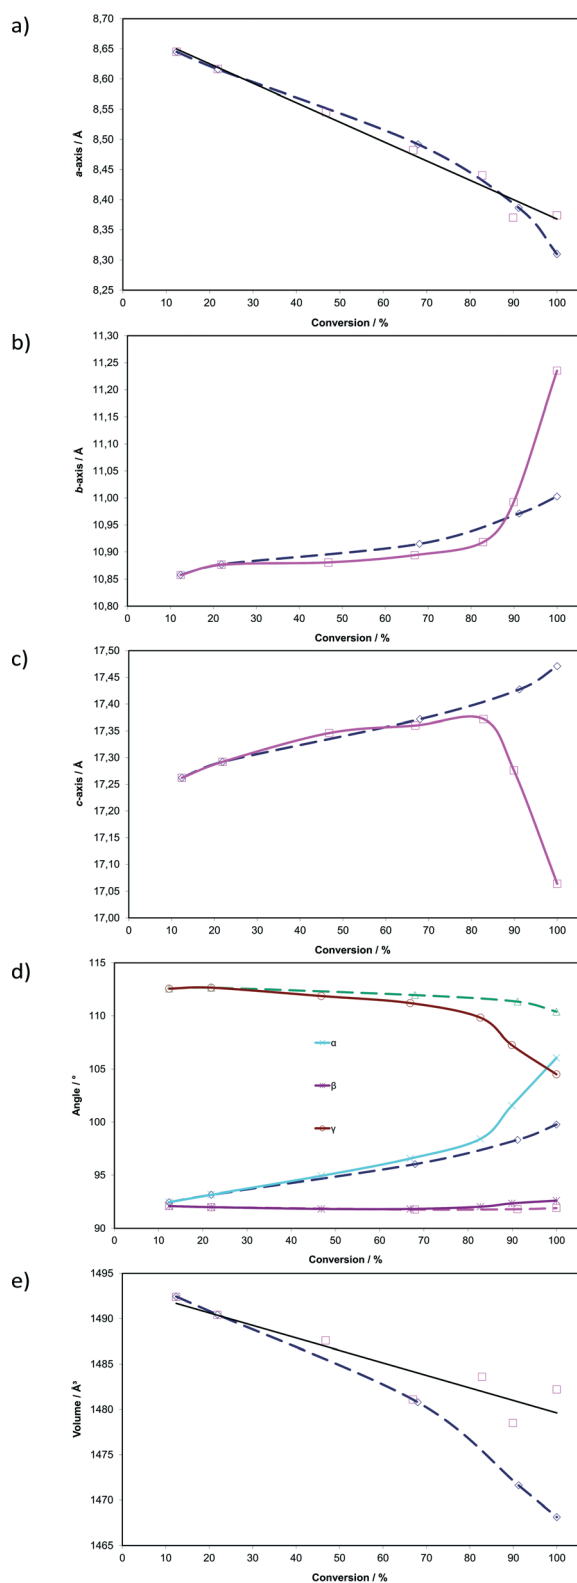 a)
8,70
8,65
8,60
8,55
8,50
8,45
8,40
8,35
8,30
8,25
a-axis / Å
0 10 20 30 40 50 60 70 80 90 100
Conversion / %
b)
11,30
11,25
11,20
11,15
11,10
11,05
11,00
10,95
10,90
10,85
10,80
b-axis / Å
0 10 20 30 40 50 60 70 80 90 100
Conversion / %
c)
17,50
17,45
17,40
17,35
17,30
17,25
17,20
17,15
17,10
17,05
17,00
c-axis / Å
0 10 20 30 40 50 60 70 80 90 100
Conversion / %
d)
115
110
105
100
95
90
Angle / °
α
β
γ
0 10 20 30 40 50 60 70 80 90 100
Conversion / %
e)
1495
1490
1485
1480
1475
1470
1465
Volume / Å³
0 10 20 30 40 50 60 70 80 90 100
Conversion / %